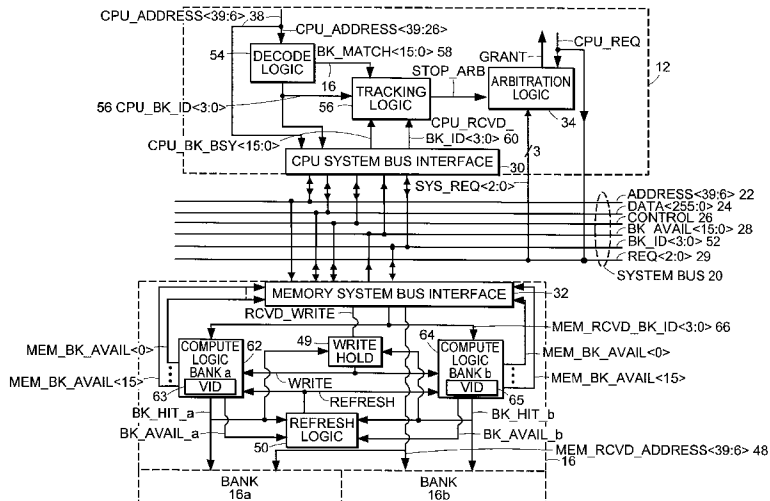 CPU_ADDRESS<39:6> 38
CPU_ADDRESS<39:26>
54
DECODE LOGIC
BK_MATCH<15:0> 58
16
GRANT
CPU_REQ
STOP_ARB
12
56 CPU_BK_ID<3:0>
TRACKING LOGIC
56
ARBITRATION LOGIC
34
CPU_RCVD_
BK_ID<3:0> 60
CPU_BK_BSY<15:0>
3
CPU SYSTEM BUS INTERFACE
30
SYS_REQ<2:0>
ADDRESS<39:6> 22
DATA<255:0> 24
CONTROL 26
BK_AVAIL<15:0> 28
BK_ID<3:0> 52
REQ<2:0> 29
SYSTEM BUS 20
MEMORY SYSTEM BUS INTERFACE
32
RCVD_WRITE
MEM_RCVD_BK_ID<3:0> 66
MEM_BK_AVAIL<0>
COMPUTE LOGIC BANK a
62
49
WRITE HOLD
64
COMPUTE LOGIC BANK b
MEM_BK_AVAIL<0>
MEM_BK_AVAIL<15>
VID
63
WRITE
VID
65
MEM_BK_AVAIL<15>
REFRESH
BK_HIT_a
REFRESH LOGIC
50
BK_HIT_b
BK_AVAIL_a
BK_AVAIL_b
MEM_RCVD_ADDRESS<39:6> 48
16
BANK 16a
BANK 16b